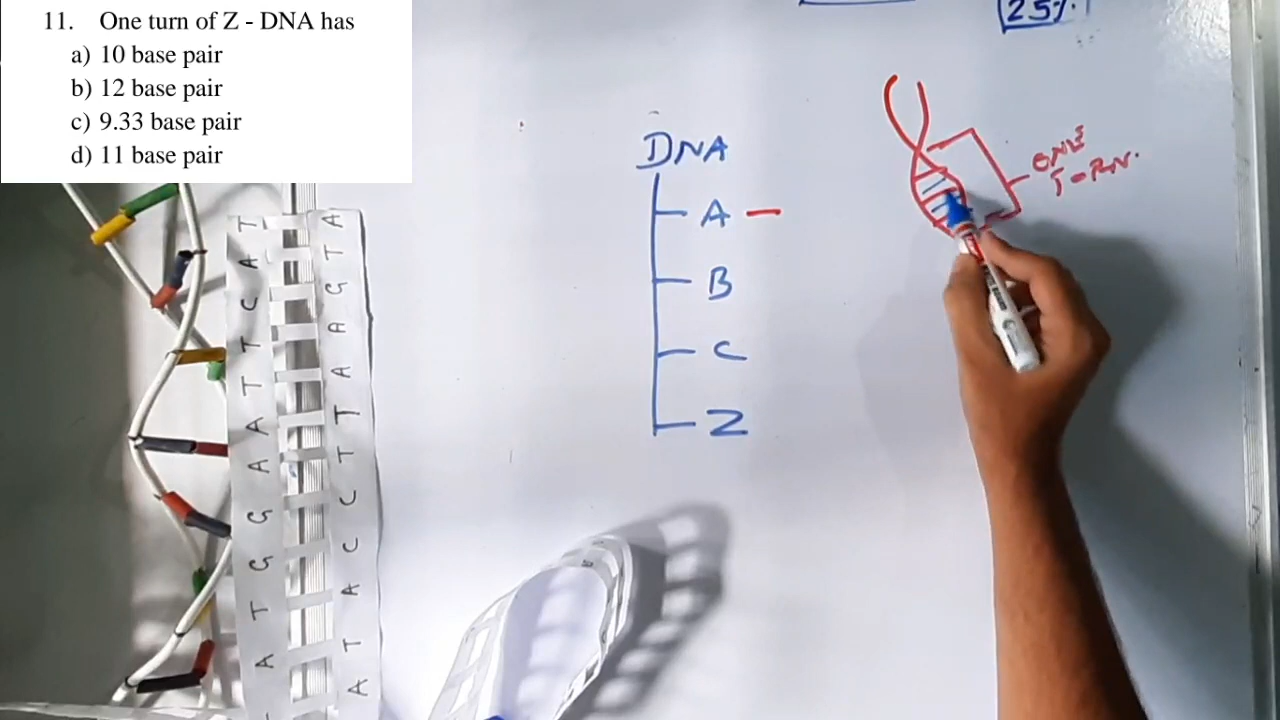 11. One turn of Z - DNA has
a) 10 base pair
b) 12 base pair
c) 9.33 base pair
d) 11 base pair
25%
DNA
A -
B
C
Z
ONE
TURN.
A T G G A A T T C A T
A T A C C T T A A G T A